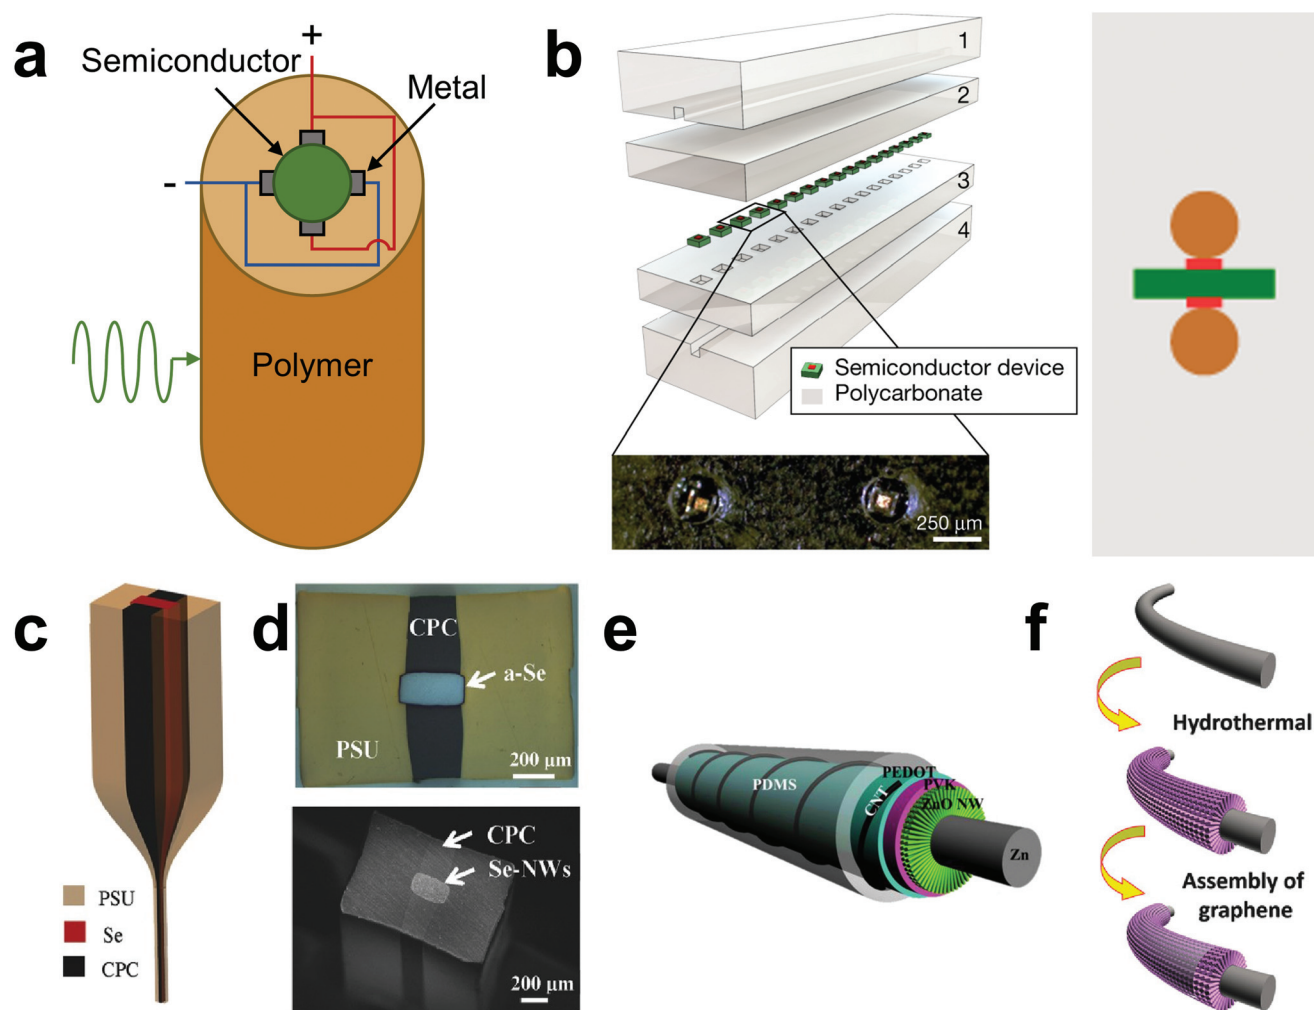 a
+
Semiconductor
Metal
-
Polymer
b
1
2
3
4
Semiconductor device
Polycarbonate
250 μm
c
PSU
Se
CPC
d
CPC
a-Se
PSU
200 μm
CPC
Se-NWs
200 μm
e
PDMS
CNT
PEDOT
PVK
ZnO NW
Zn
f
Hydrothermal
Assembly of
graphene